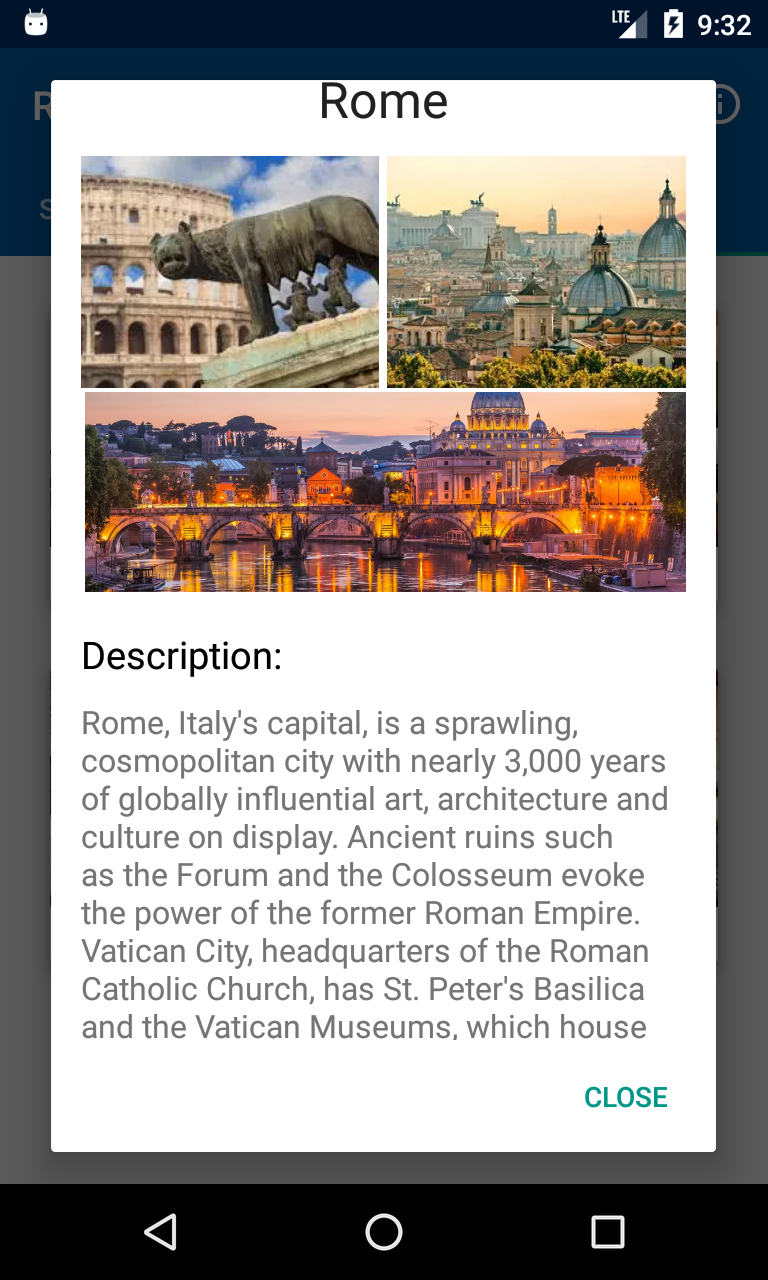 LTE 9:32
R
Rome
S
Description:
Rome, Italy's capital, is a sprawling,
cosmopolitan city with nearly 3,000 years
of globally influential art, architecture and
culture on display. Ancient ruins such
as the Forum and the Colosseum evoke
the power of the former Roman Empire.
Vatican City, headquarters of the Roman
Catholic Church, has St. Peter's Basilica
and the Vatican Museums, which house
CLOSE